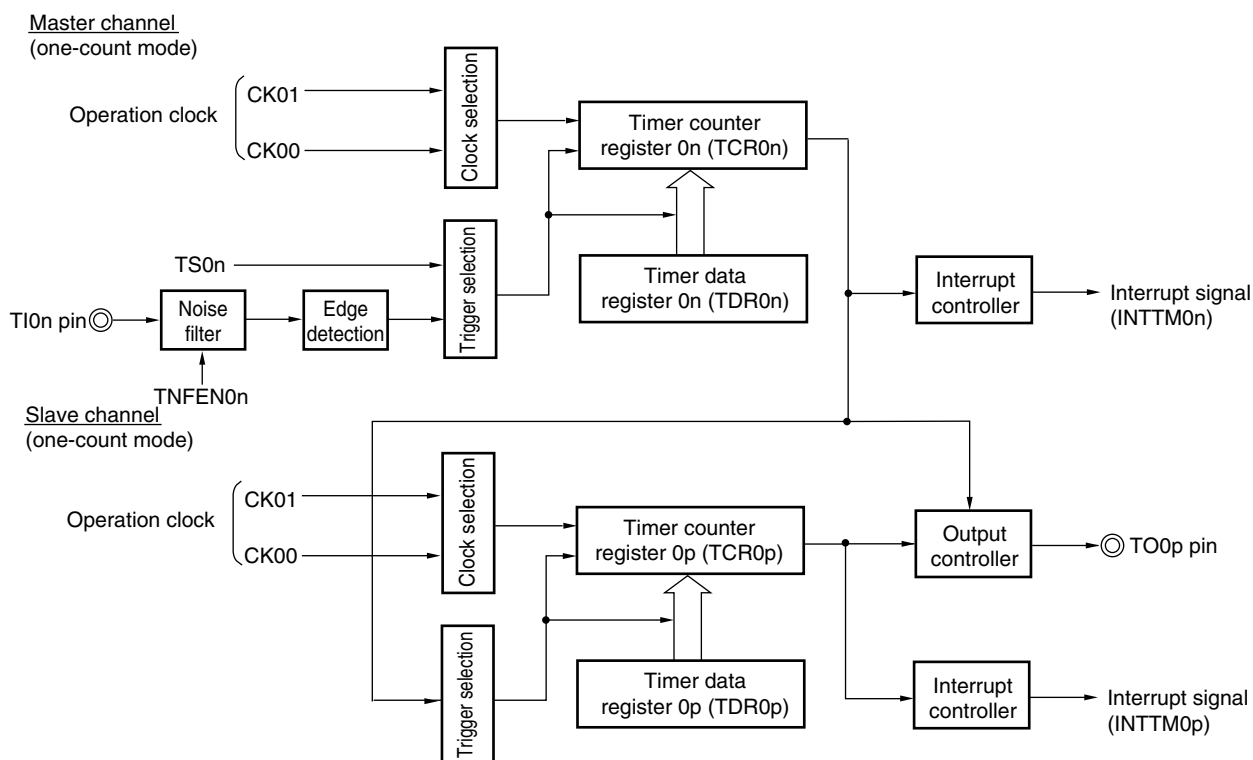 Master channel
(one-count mode)
Operation clock
CK01
CK00
Clock selection
Timer counter
register 0n (TCR0n)
TS0n
Trigger selection
Timer data
register 0n (TDR0n)
Interrupt
controller
Interrupt signal
(INTTM0n)
TI0n pin
Noise
filter
Edge
detection
TNFEN0n
Slave channel
(one-count mode)
Operation clock
CK01
CK00
Clock selection
Timer counter
register 0p (TCR0p)
Output
controller
TO0p pin
Trigger selection
Timer data
register 0p (TDR0p)
Interrupt
controller
Interrupt signal
(INTTM0p)